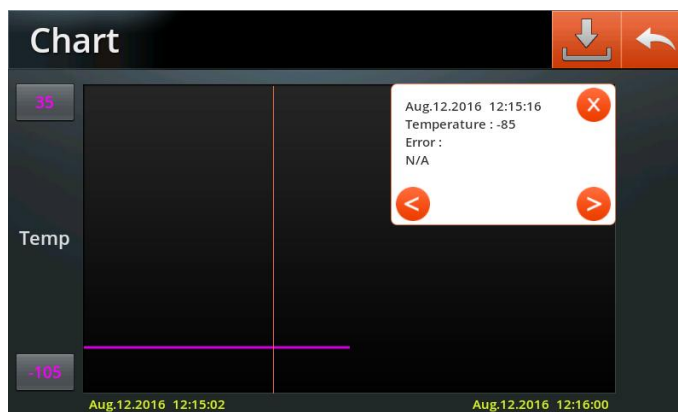 Chart
35
Aug.12.2016 12:15:16
Temperature : -85
Error :
N/A
X
<
>
Temp
-105
Aug.12.2016 12:15:02
Aug.12.2016 12:16:00